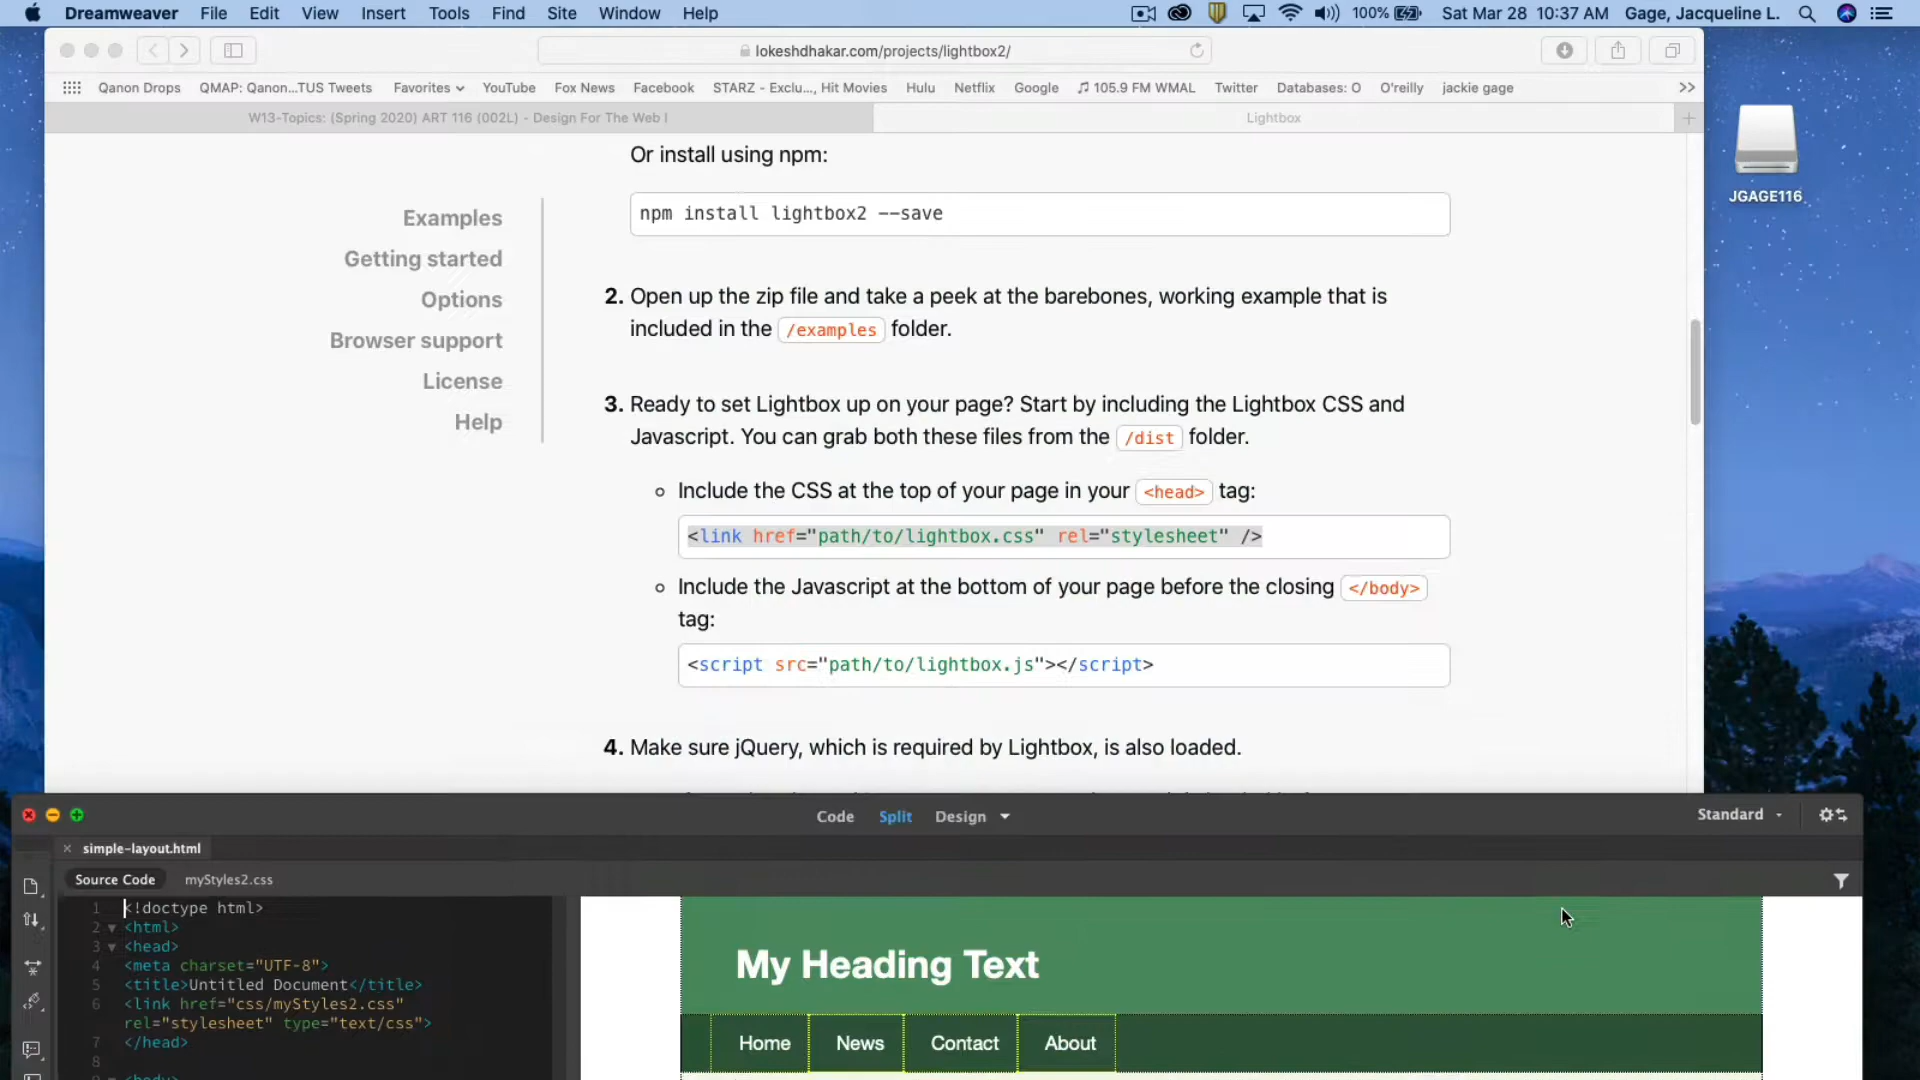 Dreamweaver File Edit View Insert Tools Find Site Window Help 100% Sat Mar 28 10:37 AM Gage, Jacqueline L.
lokeshdhakar.com/projects/lightbox2/
Qanon Drops QMAP: Qanon...TUS Tweets Favorites YouTube Fox News Facebook STARZ - Exclu..., Hit Movies Hulu Netflix Google 105.9 FM WMAL Twitter Databases: O O'reilly jackie gage >>
W13-Topics: (Spring 2020) ART 116 (002L) - Design For The Web I Lightbox +
JGAGE116
Examples
Getting started
Options
Browser support
License
Help
Or install using npm:
npm install lightbox2 --save
2. Open up the zip file and take a peek at the barebones, working example that is
included in the /examples folder.
3. Ready to set Lightbox up on your page? Start by including the Lightbox CSS and
Javascript. You can grab both these files from the /dist folder.
Include the CSS at the top of your page in your <head> tag:
<link href="path/to/lightbox.css" rel="stylesheet" />
Include the Javascript at the bottom of your page before the closing </body>
tag:
<script src="path/to/lightbox.js"></script>
4. Make sure jQuery, which is required by Lightbox, is also loaded.
Code Split Design Standard
simple-layout.html
Source Code myStyles2.css
1 <!doctype html>
2 <html>
3 <head>
4 <meta charset="UTF-8">
5 <title>Untitled Document</title>
6 <link href="css/myStyles2.css"
rel="stylesheet" type="text/css">
7 </head>
8
My Heading Text
Home News Contact About